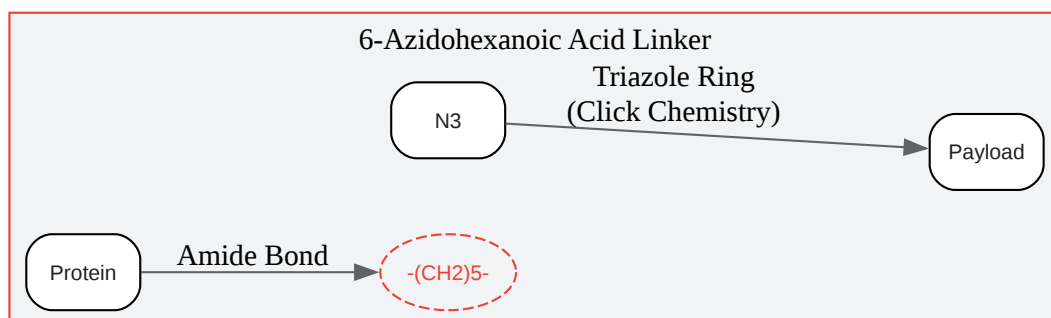 6-Azidohexanoic Acid Linker
Triazole Ring
(Click Chemistry)
N3
Payload
Amide Bond
Protein
-(CH2)5-